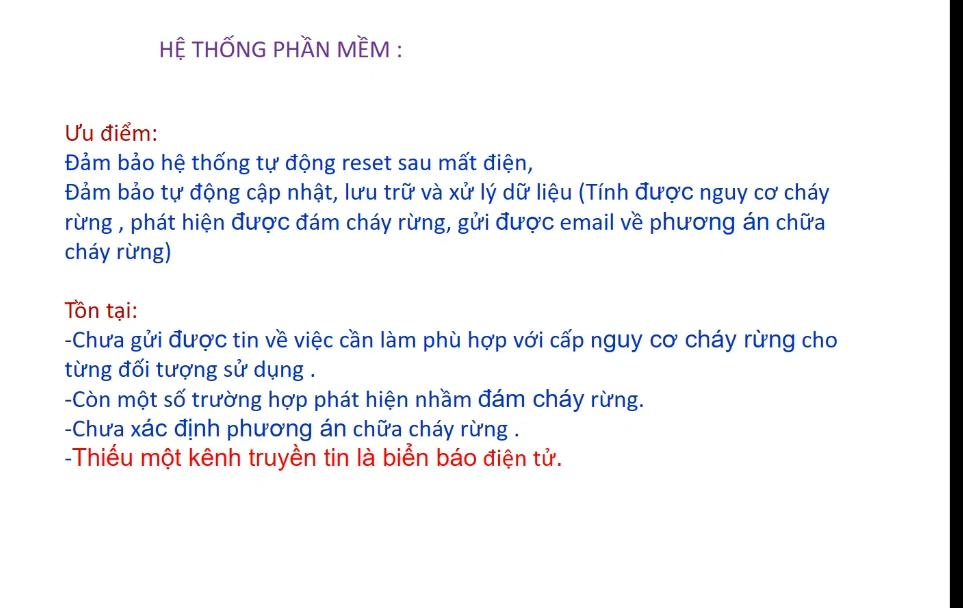 HỆ THỐNG PHẦN MỀM :
Ưu điểm:
Đảm bảo hệ thống tự động reset sau mất điện,
Đảm bảo tự động cập nhật, lưu trữ và xử lý dữ liệu (Tính được nguy cơ cháy
rừng , phát hiện được đám cháy rừng, gửi được email về phương án chữa
cháy rừng)
Tồn tại:
-Chưa gửi được tin về việc cần làm phù hợp với cấp nguy cơ cháy rừng cho
từng đối tượng sử dụng .
-Còn một số trường hợp phát hiện nhầm đám cháy rừng.
-Chưa xác định phương án chữa cháy rừng .
-Thiếu một kênh truyền tin là biển báo điện tử.